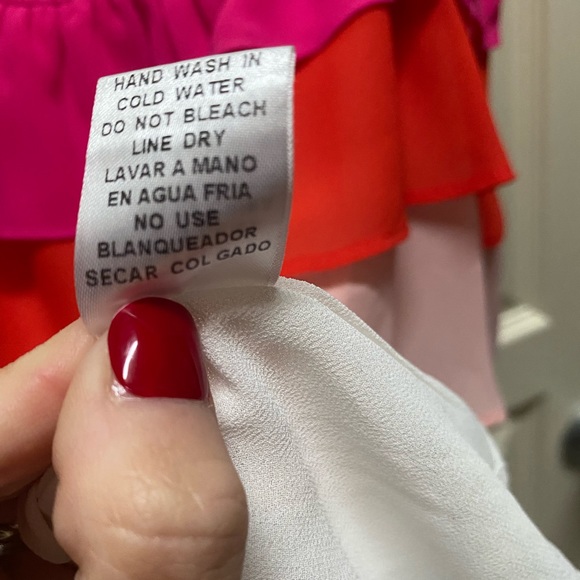 HAND WASH IN
COLD WATER
DO NOT BLEACH
LINE DRY
LAVAR A MANO
EN AGUA FRIA
NO USE
BLANQUEADOR
SECAR COLGADO